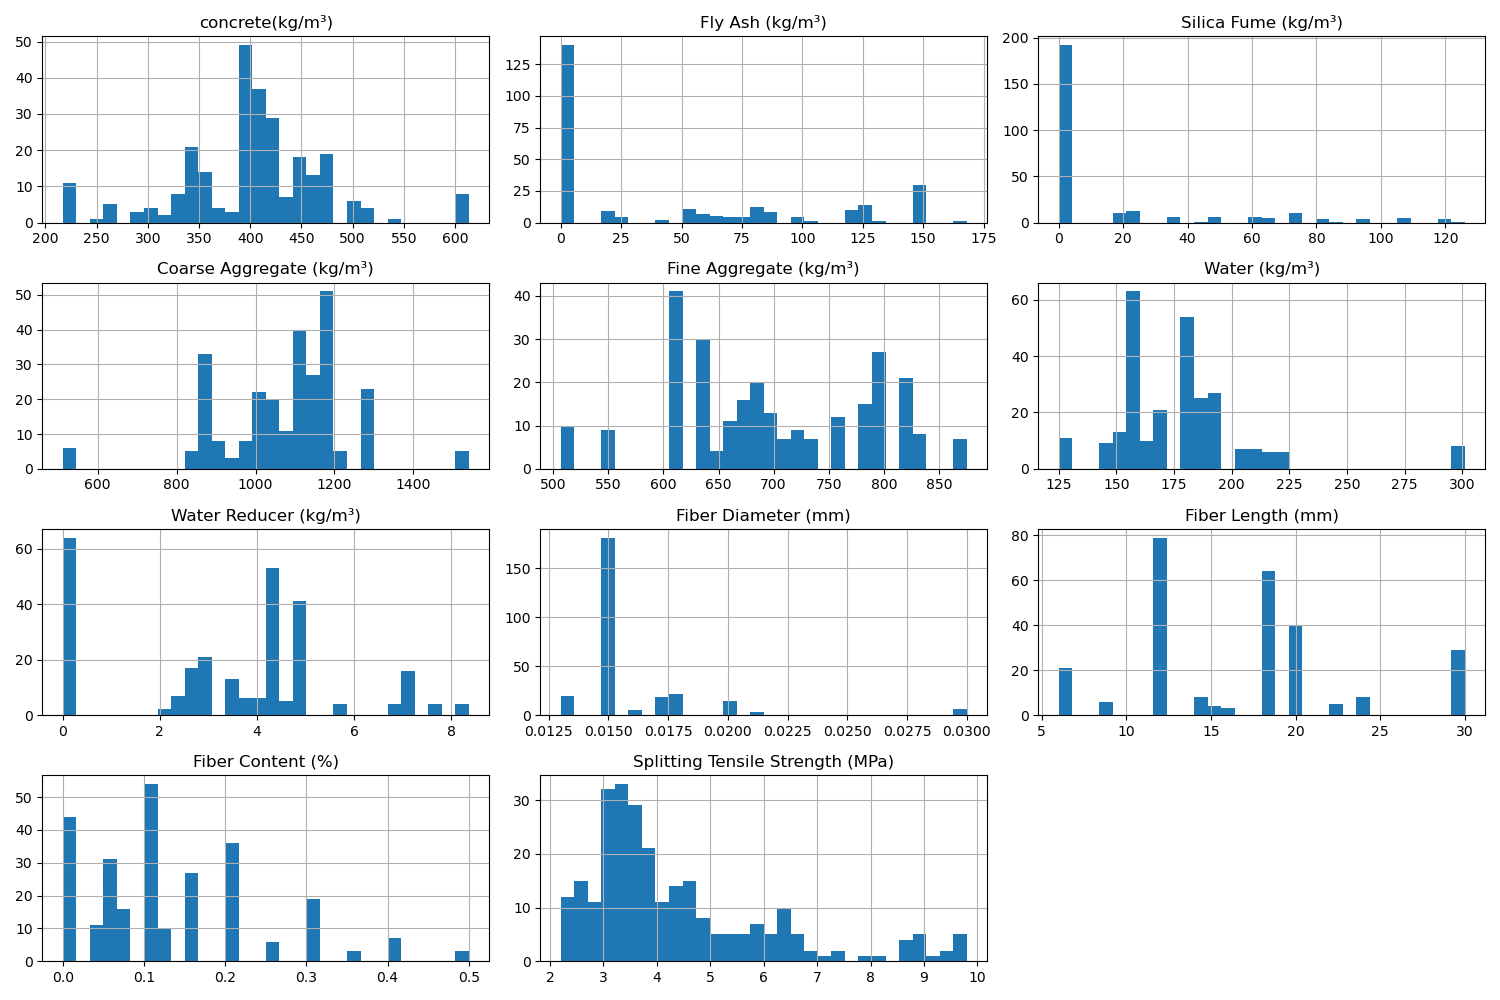 concrete(kg/m³)
50
40
30
20
10
0
200 250 300 350 400 450 500 550 600
Fly Ash (kg/m³)
125
100
75
50
25
0
0 25 50 75 100 125 150 175
Silica Fume (kg/m³)
200
150
100
50
0
0 20 40 60 80 100 120
Coarse Aggregate (kg/m³)
50
40
30
20
10
0
600 800 1000 1200 1400
Fine Aggregate (kg/m³)
40
30
20
10
0
500 550 600 650 700 750 800 850
Water (kg/m³)
60
40
20
0
125 150 175 200 225 250 275 300
Water Reducer (kg/m³)
60
40
20
0
0 2 4 6 8
Fiber Diameter (mm)
150
100
50
0
0.0125 0.0150 0.0175 0.0200 0.0225 0.0250 0.0275 0.0300
Fiber Length (mm)
80
60
40
20
0
5 10 15 20 25 30
Fiber Content (%)
50
40
30
20
10
0
0.0 0.1 0.2 0.3 0.4 0.5
Splitting Tensile Strength (MPa)
30
20
10
0
2 3 4 5 6 7 8 9 10